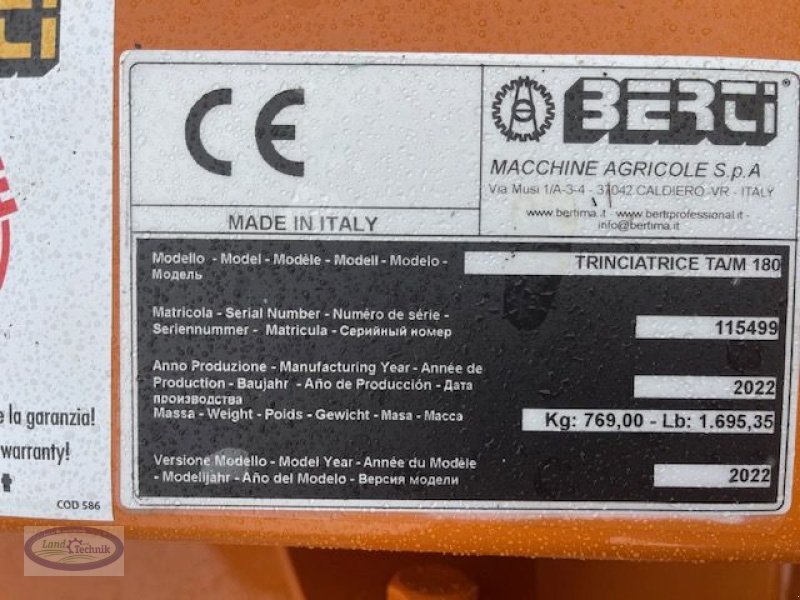 CE
MADE IN ITALY
BERTI®
MACCHINE AGRICOLE S.p.A
Via Musi 1/A-3-4 - 37042 CALDIERO -VR - ITALY
www.bertima.it - www.bertiprofessional.it -
info@bertima.it
Modello - Model - Modèle - Modell - Modelo -
Модель
TRINCIATRICE TA/M 180
Matricola - Serial Number - Numéro de série -
Seriennummer - Matricula - Серийный номер
115499
Anno Produzione - Manufacturing Year - Année de
Production - Baujahr - Año de Producción - Дата
производства
2022
Massa - Weight - Poids - Gewicht - Masa - Масса
Kg: 769,00 - Lb: 1.695,35
Versione Modello - Model Year - Année du Modèle
- Modelijahr - Año del Modelo - Версия модели
2022
la garanzia!
warranty!
COD 586
Land
Technik